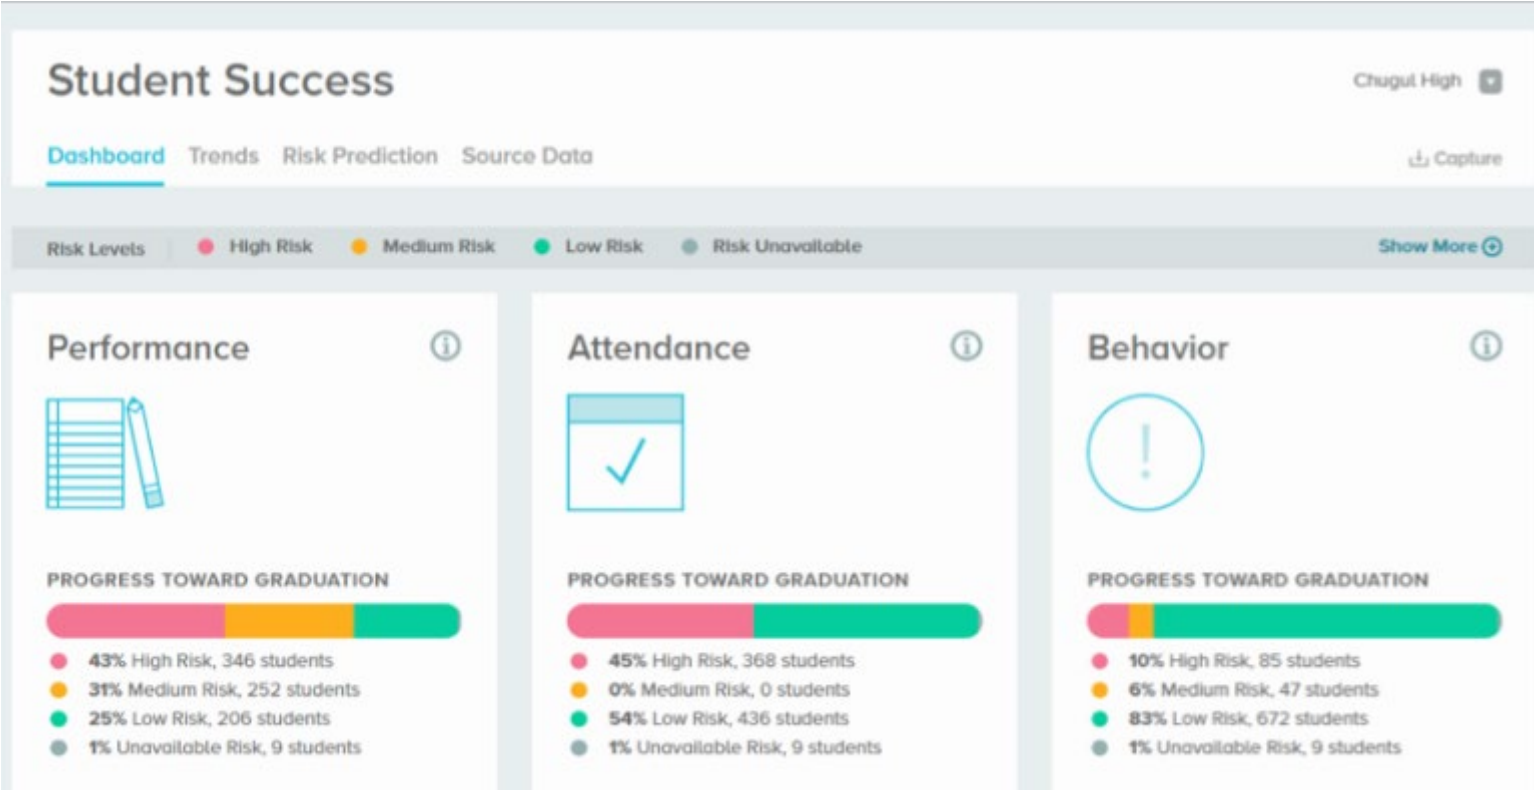 Student Success
Chugul High
Dashboard Trends Risk Prediction Source Data
Capture
Risk Levels High Risk Medium Risk Low Risk Risk Unavailable Show More
Performance
PROGRESS TOWARD GRADUATION
43% High Risk, 346 students
31% Medium Risk, 252 students
25% Low Risk, 206 students
1% Unavailable Risk, 9 students
Attendance
PROGRESS TOWARD GRADUATION
45% High Risk, 368 students
0% Medium Risk, 0 students
54% Low Risk, 436 students
1% Unavailable Risk, 9 students
Behavior
PROGRESS TOWARD GRADUATION
10% High Risk, 85 students
6% Medium Risk, 47 students
83% Low Risk, 672 students
1% Unavailable Risk, 9 students